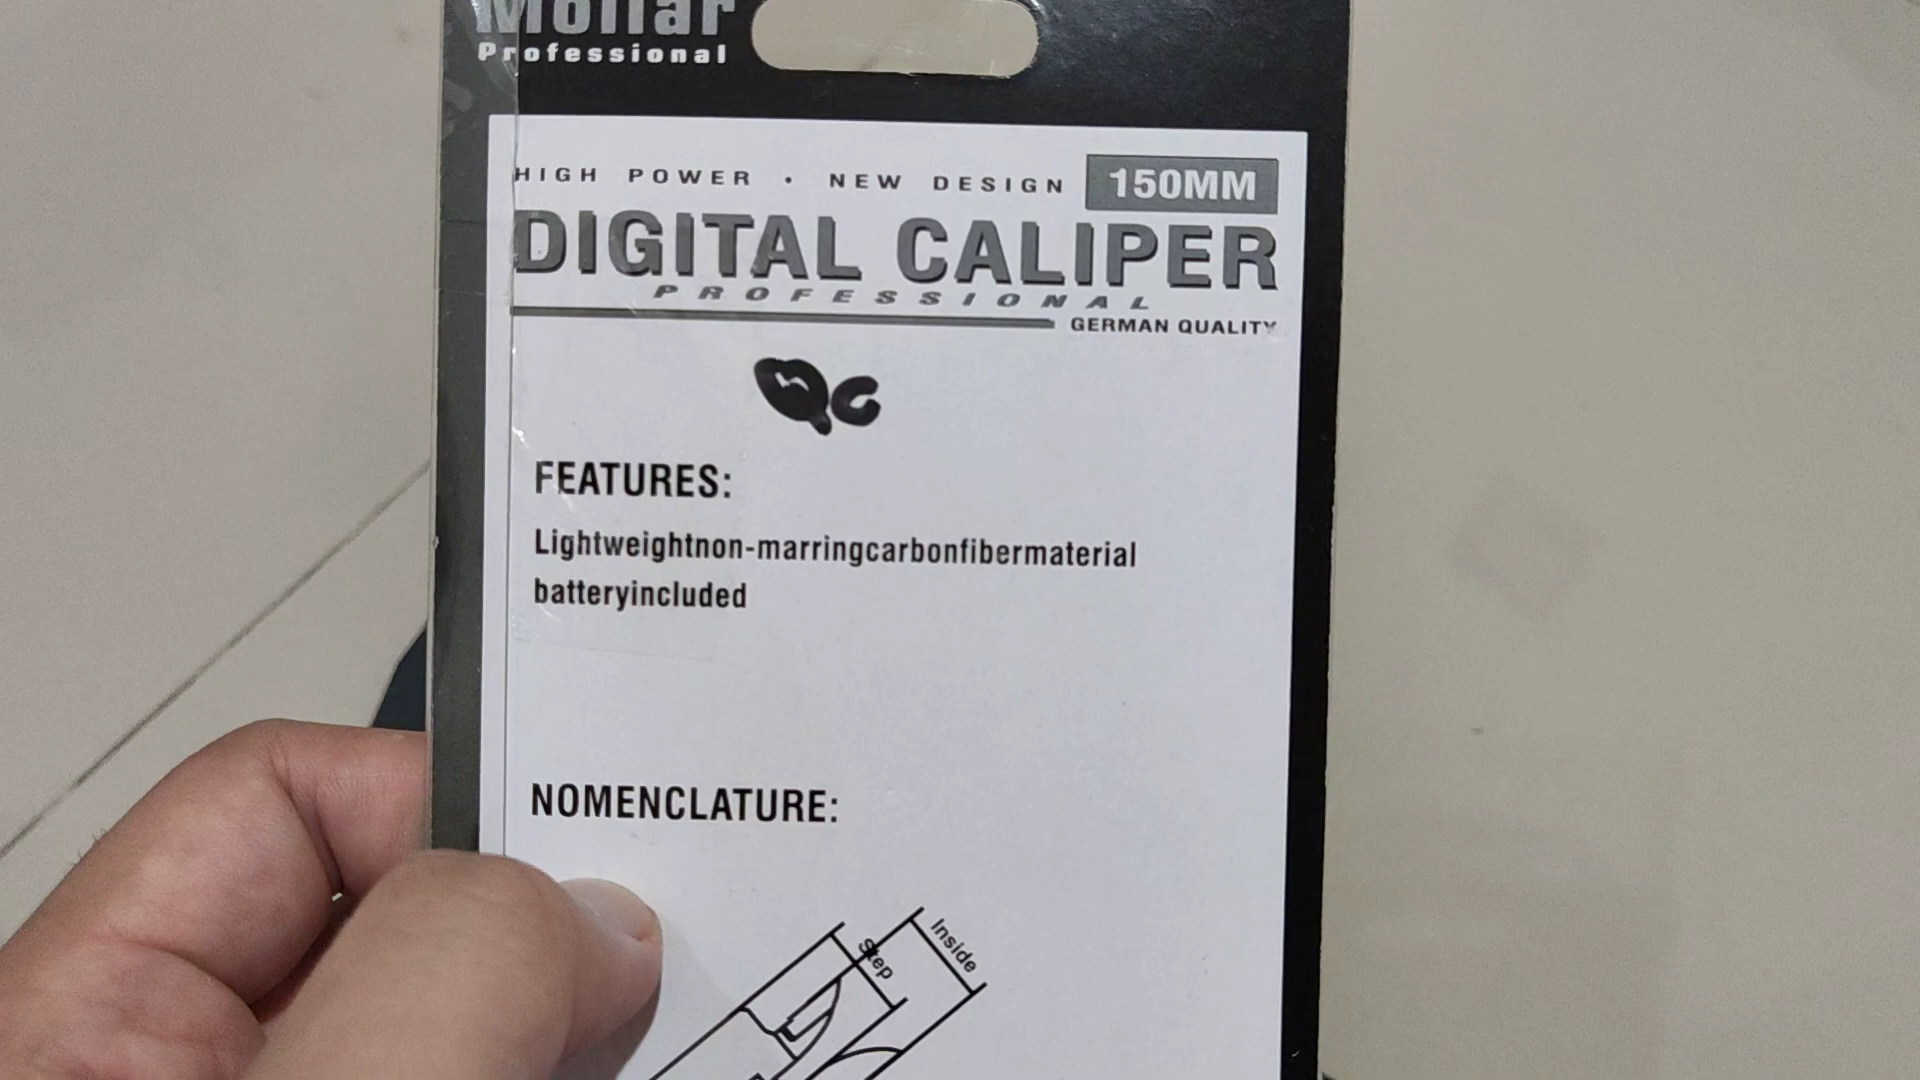 Mollar
Professional
HIGH POWER • NEW DESIGN 150MM
DIGITAL CALIPER
PROFESSIONAL
GERMAN QUALITY
QC
FEATURES:
Lightweightnon-marringcarbonfibermaterial
batteryincluded
NOMENCLATURE:
Step
Inside